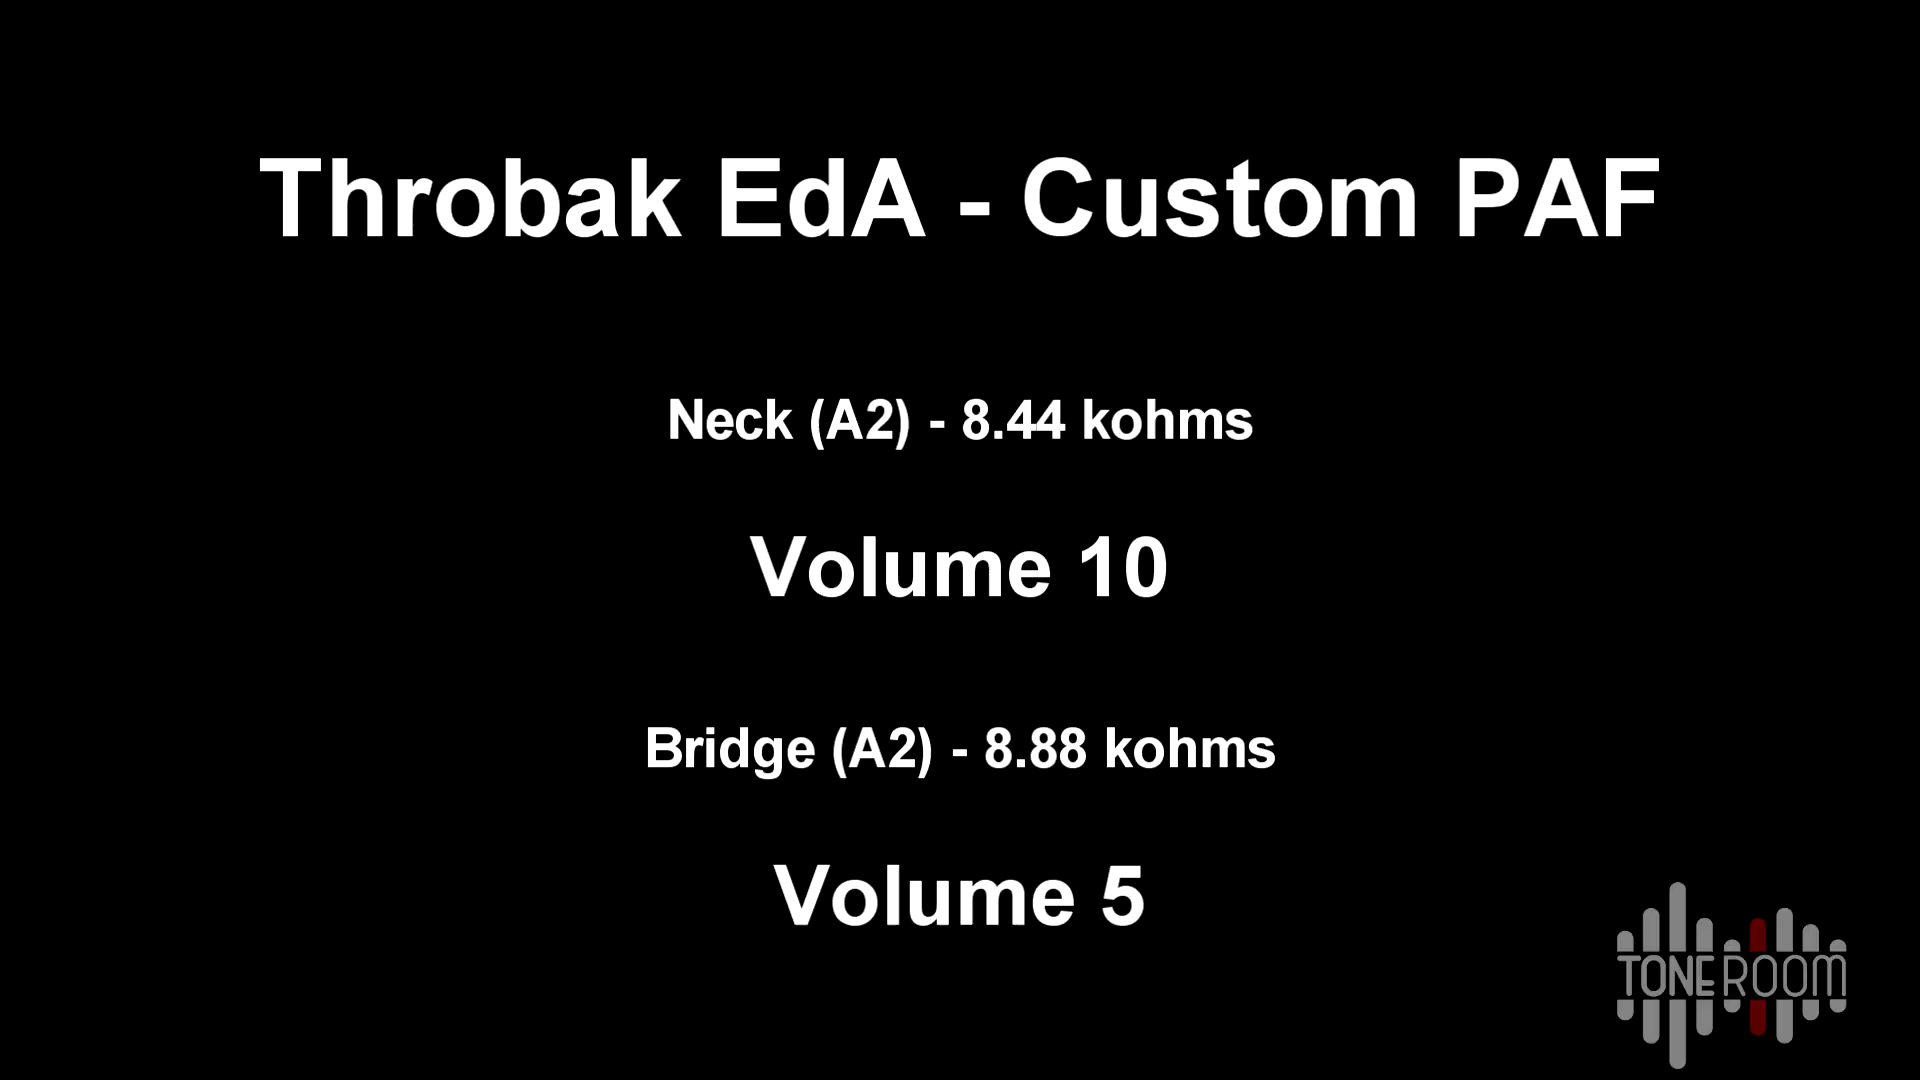 Throbak EdA - Custom PAF
Neck (A2) - 8.44 kohms
Volume 10
Bridge (A2) - 8.88 kohms
Volume 5
TONEROOM